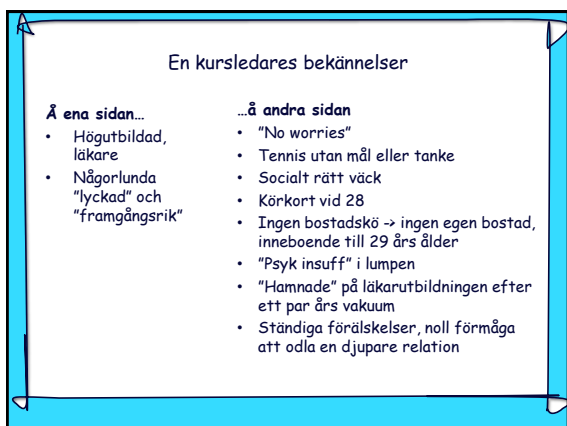 En kursledares bekännelser
Å ena sidan…
• Högutbildad,
läkare
• Någorlunda
"lyckad" och
"framgångsrik"
…å andra sidan
• "No worries"
• Tennis utan mål eller tanke
• Socialt rätt väck
• Körkort vid 28
• Ingen bostadskö -> ingen egen bostad,
inneboende till 29 års ålder
• "Psyk insuff" i lumpen
• "Hamnade" på läkarutbildningen efter
ett par års vakuum
• Ständiga förälskelser, noll förmåga
att odla en djupare relation